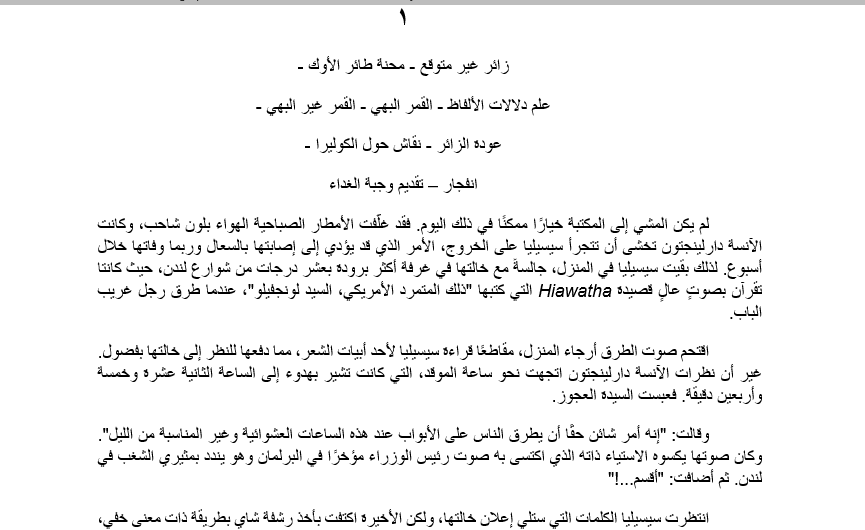 ١
زائر غير متوقع - محنة طائر الأوك -
علم دلالات الألفاظ - القمر البهي - القمر غير البهي -
عودة الزائر - نقاش حول الكوليرا -
انفجار – تقديم وجبة الغداء
لم يكن المشي إلى المكتبة خيارًا ممكنًا في ذلك اليوم. فقد غلّفت الأمطار الصباحية الهواء بلون شاحب، وكانت
الآنسة دارلينجتون تخشى أن تتجرأ سيسيليا على الخروج، الأمر الذي قد يؤدي إلى إصابتها بالسعال وربما وفاتها خلال
أسبوع. لذلك بقيت سيسيليا في المنزل، جالسةً مع خالتها في غرفة أكثر برودة بعشر درجات من شوارع لندن، حيث كانتا
تقرآن بصوتٍ عالٍ قصيدة Hiawatha التي كتبها "ذلك المتمرد الأمريكي، السيد لونجفيلو"، عندما طرق رجل غريب
الباب.
اقتحم صوت الطرق أرجاء المنزل، مقاطعًا قراءة سيسيليا لأحد أبيات الشعر، مما دفعها للنظر إلى خالتها بفضول.
غير أن نظرات الآنسة دارلينجتون اتجهت نحو ساعة الموقد، التي كانت تشير بهدوء إلى الساعة الثانية عشرة وخمسة
وأربعين دقيقة. فعبست السيدة العجوز.
وقالت: "إنه أمر شائن حقًا أن يطرق الناس على الأبواب عند هذه الساعات العشوائية وغير المناسبة من الليل".
وكان صوتها يكسوه الاستياء ذاته الذي اكتسى به صوت رئيس الوزراء مؤخرًا في البرلمان وهو يندد بمثيري الشغب في
لندن. ثم أضافت: "أقسم...!"
انتظرت سيسيليا الكلمات التي ستلي إعلان خالتها، ولكن الأخيرة اكتفت بأخذ رشفة شاي بطريقة ذات معنى خفي،